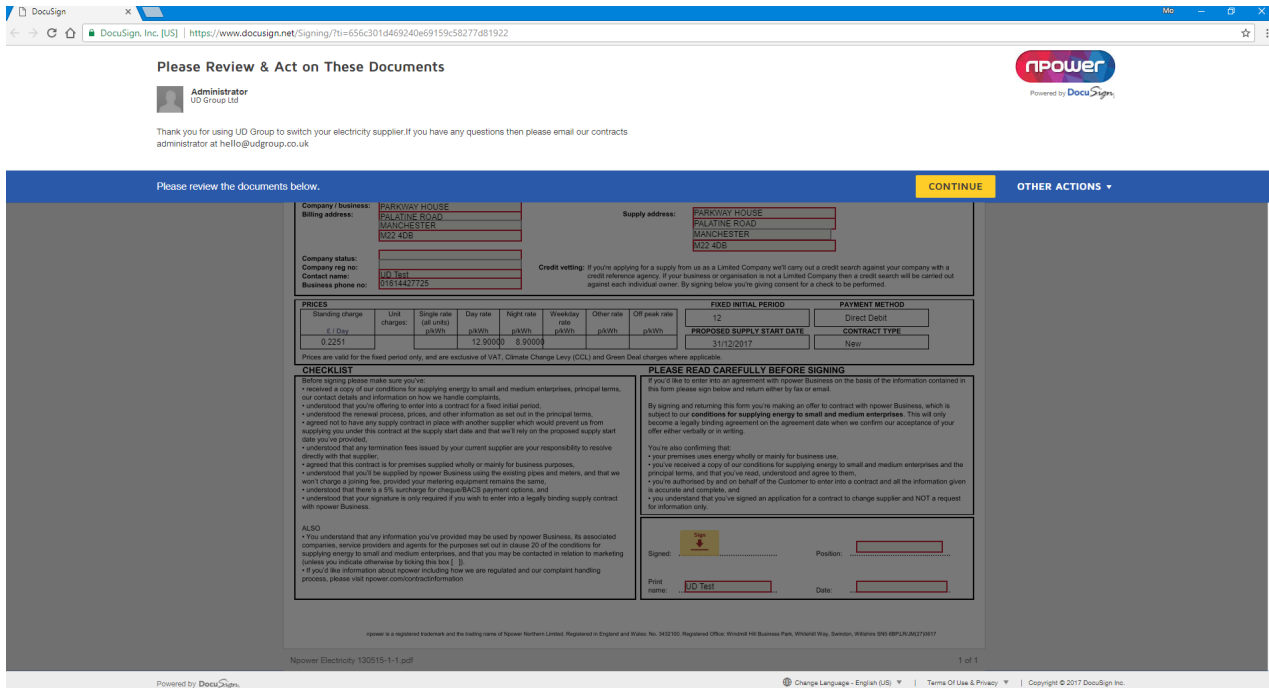 DocuSign
Mo
DocuSign, Inc. [US] | https://www.docusign.net/Signing/?ti=656c301d469240e69159c58277d81922
Please Review & Act on These Documents
npower
Powered by DocuSign
Administrator
UD Group Ltd
Thank you for using UD Group to switch your electricity supplier.If you have any questions then please email our contracts
administrator at hello@udgroup.co.uk
Please review the documents below.
CONTINUE
OTHER ACTIONS
Company / business: PARKWAY HOUSE
Billing address: PALATINE ROAD
MANCHESTER
M22 4DB
Supply address: PARKWAY HOUSE
PALATINE ROAD
MANCHESTER
M22 4DB
Company status:
Company reg no:
Contact name: UD Test
Business phone no: 01614427725
Credit vetting: If you're applying for a supply from us as a Limited Company we'll carry out a credit search against your company with a
credit reference agency. If your business or organisation is not a Limited Company then a credit search will be carried out
against each individual owner. By signing below you're giving consent for a check to be performed.
PRICES
Standing charge Unit charges: Single rate (all units) Day rate Night rate Weekday rate Other rate Off peak rate
£ / Day p/kWh p/kWh p/kWh p/kWh p/kWh p/kWh
0.2251 12.90000 8.90000
FIXED INITIAL PERIOD PAYMENT METHOD
12 Direct Debit
PROPOSED SUPPLY START DATE CONTRACT TYPE
31/12/2017 New
Prices are valid for the fixed period only, and are exclusive of VAT, Climate Change Levy (CCL) and Green Deal charges where applicable.
CHECKLIST
Before signing please make sure you've:
• received a copy of our conditions for supplying energy to small and medium enterprises, principal terms,
our contact details and information on how we handle complaints,
• understood that you're offering to enter into a contract for a fixed initial period,
• understood the renewal process, prices, and other information as set out in the principal terms,
• agreed not to have any supply contract in place with another supplier which would prevent us from
supplying you under this contract at the supply start date and that we'll rely on the proposed supply start
date you've provided,
• understood that any termination fees issued by your current supplier are your responsibility to resolve
directly with that supplier,
• agreed that this contract is for premises supplied wholly or mainly for business purposes,
• understood that you'll be supplied by npower Business using the existing pipes and meters, and that we
won't charge a joining fee, provided your metering equipment remains the same,
• understood that there's a 5% surcharge for cheque/BACS payment options, and
• understood that your signature is only required if you wish to enter into a legally binding supply contract
with npower Business.
ALSO
• You understand that any information you've provided may be used by npower Business, its associated
companies, service providers and agents for the purposes set out in clause 20 of the conditions for
supplying energy to small and medium enterprises, and that you may be contacted in relation to marketing
(unless you indicate otherwise by ticking this box [ ]).
• If you'd like information about npower including how we are regulated and our complaint handling
process, please visit npower.com/contractinformation
PLEASE READ CAREFULLY BEFORE SIGNING
If you'd like to enter into an agreement with npower Business on the basis of the information contained in
this form please sign below and return either by fax or email.
By signing and returning this form you're making an offer to contract with npower Business, which is
subject to our conditions for supplying energy to small and medium enterprises. This will only
become a legally binding agreement on the agreement date when we confirm our acceptance of your
offer either verbally or in writing.
You're also confirming that:
• your premises uses energy wholly or mainly for business use,
• you've received a copy of our conditions for supplying energy to small and medium enterprises and the
principal terms, and that you've read, understood and agree to them,
• you're authorised by and on behalf of the Customer to enter into a contract and all the information given
is accurate and complete, and
• you understand that you've signed an application for a contract to change supplier and NOT a request
for information only.
Sign
Signed: Position:
Print
name: UD Test Date:
npower is a registered trademark and the trading name of Npower Northern Limited. Registered in England and Wales. No. 3432100. Registered Office: Windmill Hill Business Park, Whitehill Way, Swindon, Wiltshire SN5 6BP
Npower Electricity 130515-1-1.pdf
1 of 1
Powered by DocuSign
Change Language - English (US) | Terms Of Use & Privacy | Copyright © 2017 DocuSign Inc.